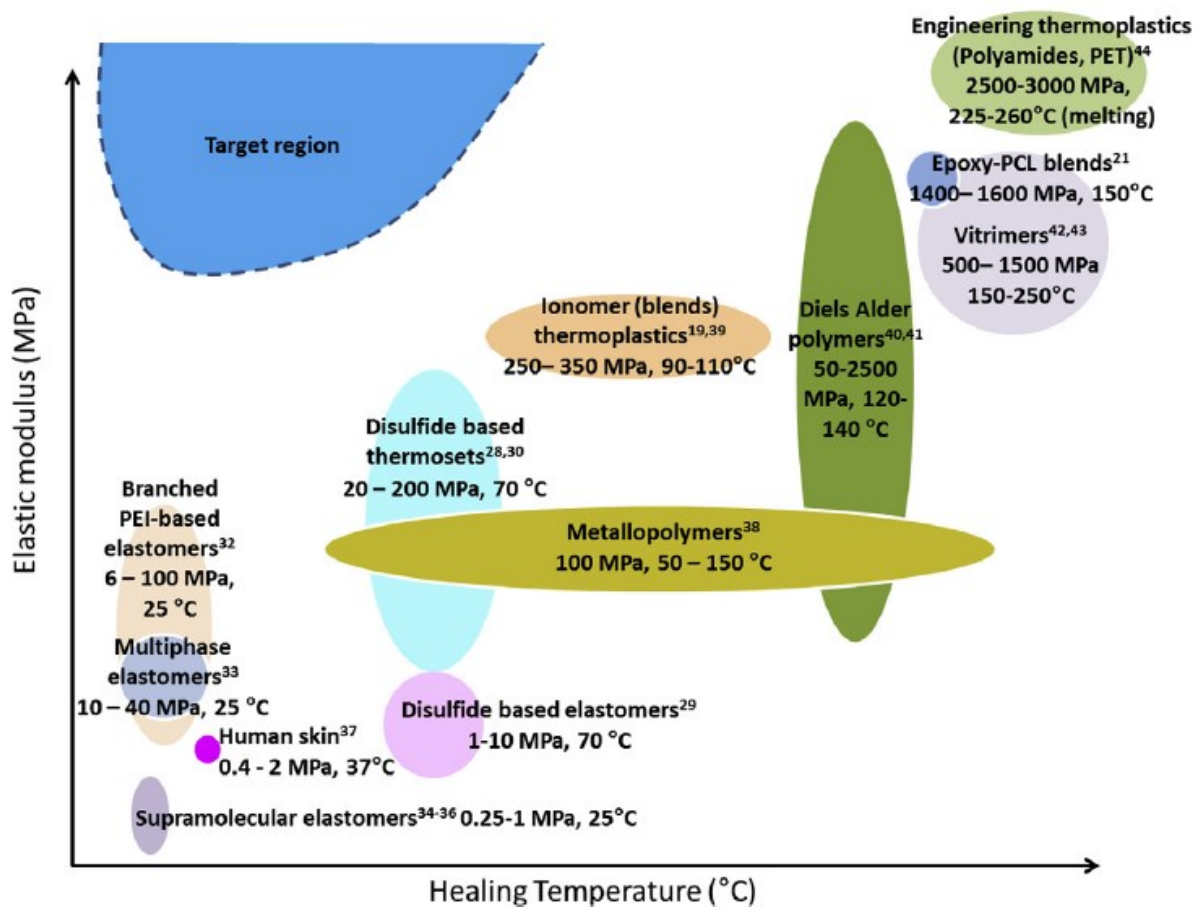 Engineering thermoplastics
(Polyamides, PET)⁴⁴
2500-3000 MPa,
225-260°C (melting)
Target region
Epoxy-PCL blends²¹
1400– 1600 MPa, 150°C
Vitrimers⁴²,⁴³
500– 1500 MPa
150-250°C
Ionomer (blends)
thermoplastics¹⁹,³⁹
250– 350 MPa, 90-110°C
Diels Alder
polymers⁴⁰,⁴¹
50-2500
MPa, 120-
140 °C
Disulfide based
thermosets²⁸,³⁰
20 – 200 MPa, 70 °C
Branched
PEI-based
elastomers³²
6 – 100 MPa,
25 °C
Metallopolymers³⁸
100 MPa, 50 – 150 °C
Multiphase
elastomers³³
10 – 40 MPa, 25 °C
Disulfide based elastomers²⁹
1-10 MPa, 70 °C
Human skin³⁷
0.4 - 2 MPa, 37°C
Supramolecular elastomers³⁴-³⁶ 0.25-1 MPa, 25°C
Elastic modulus (MPa)
Healing Temperature (°C)